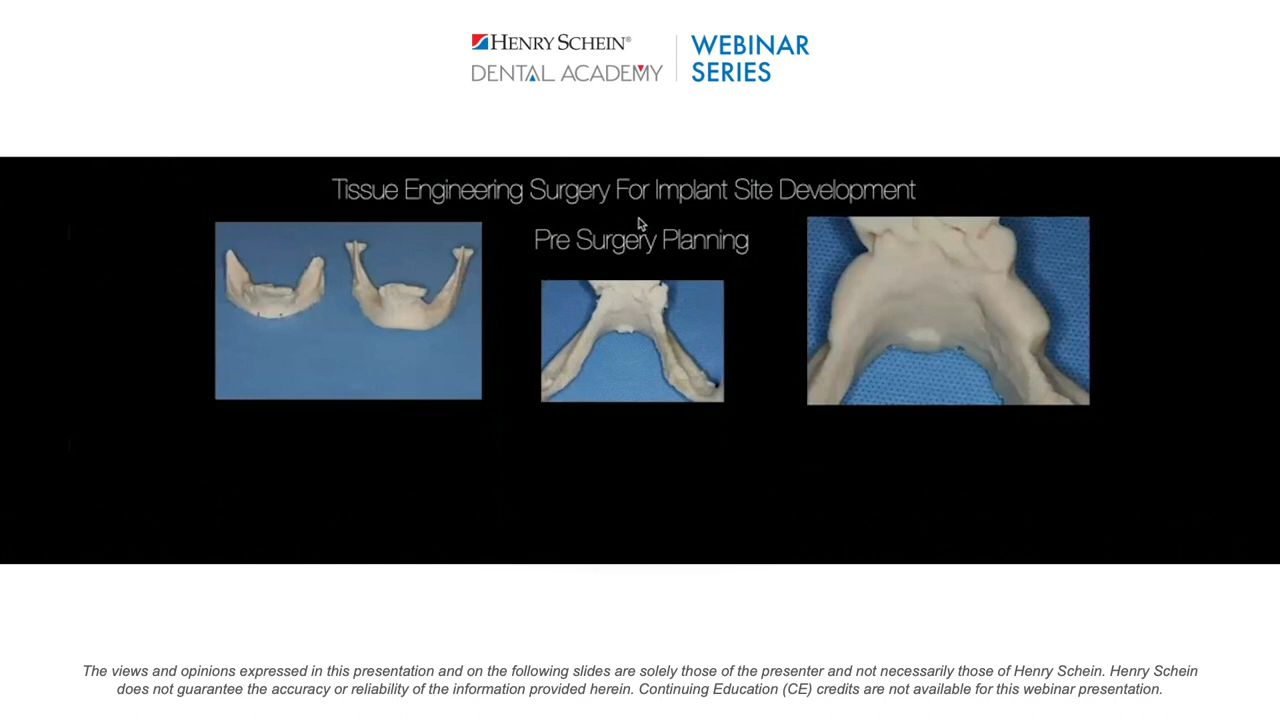 HENRY SCHEIN®
DENTAL ACADEMY
WEBINAR
SERIES
Tissue Engineering Surgery For Implant Site Development
Pre Surgery Planning
The views and opinions expressed in this presentation and on the following slides are solely those of the presenter and not necessarily those of Henry Schein. Henry Schein
does not guarantee the accuracy or reliability of the information provided herein. Continuing Education (CE) credits are not available for this webinar presentation.